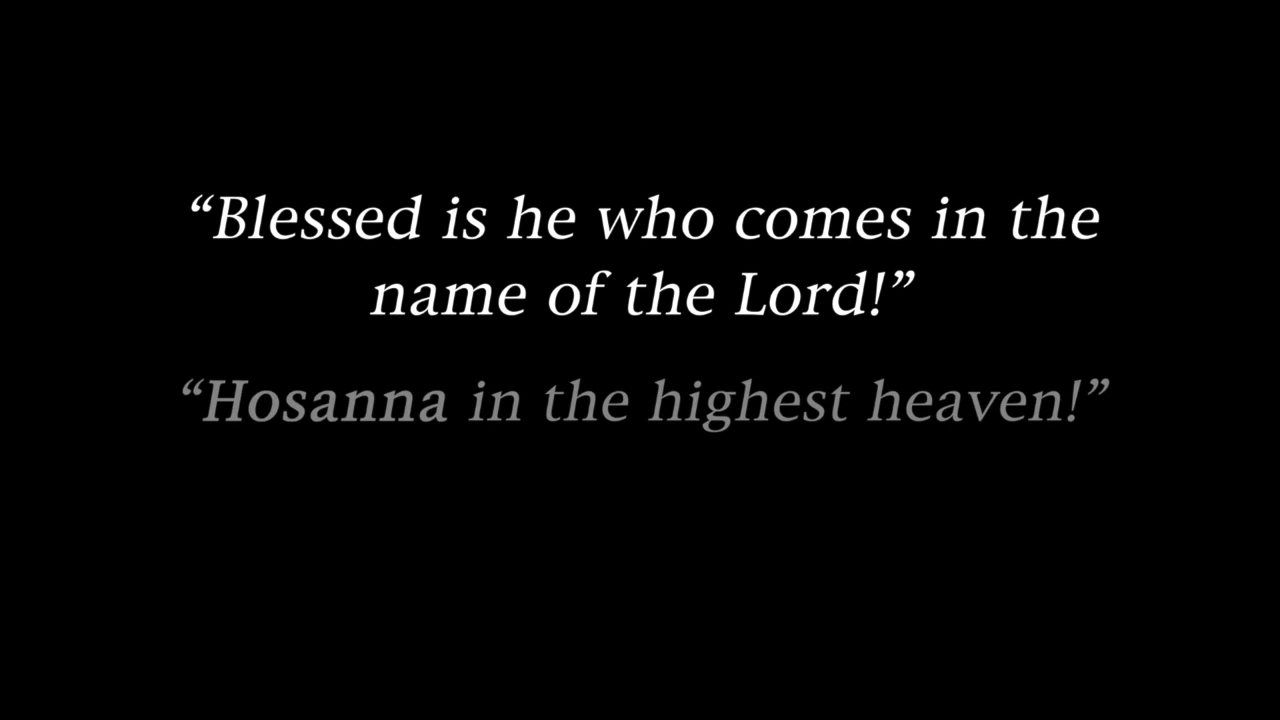 “Blessed is he who comes in the
name of the Lord!”
“Hosanna in the highest heaven!”